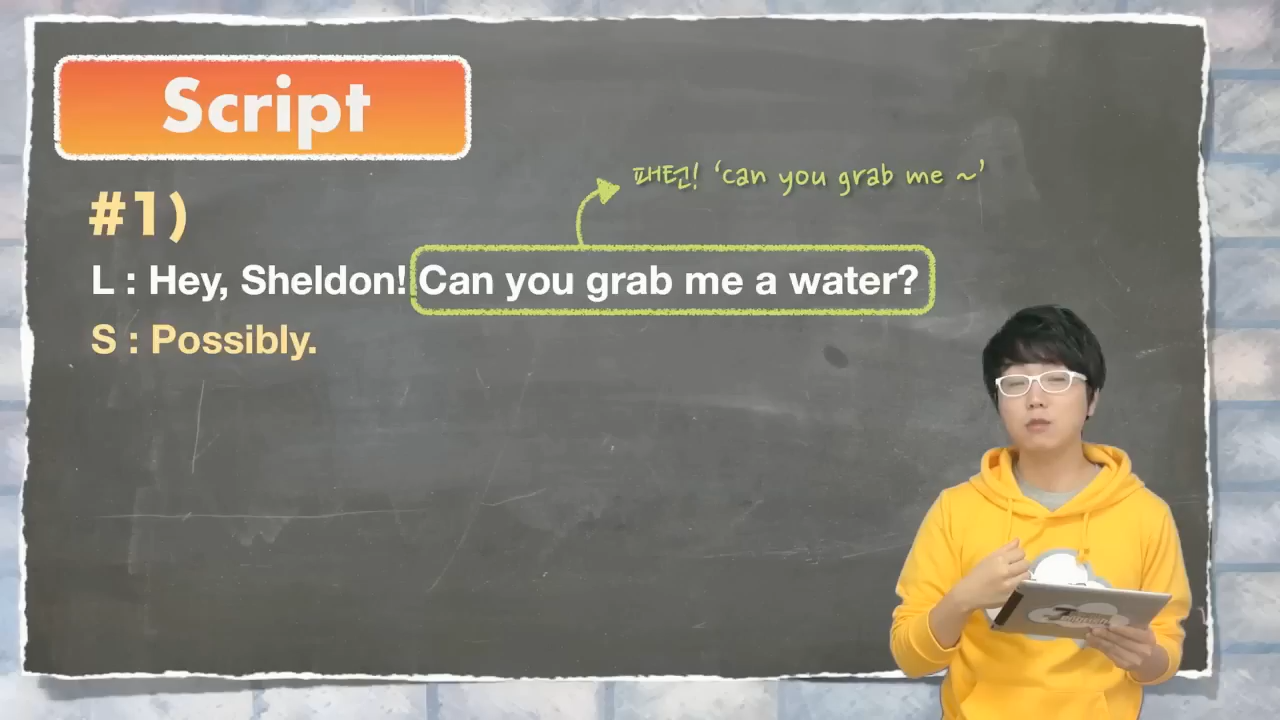 Script
패턴! ‘can you grab me ~’
#1)
L : Hey, Sheldon! Can you grab me a water?
S : Possibly.